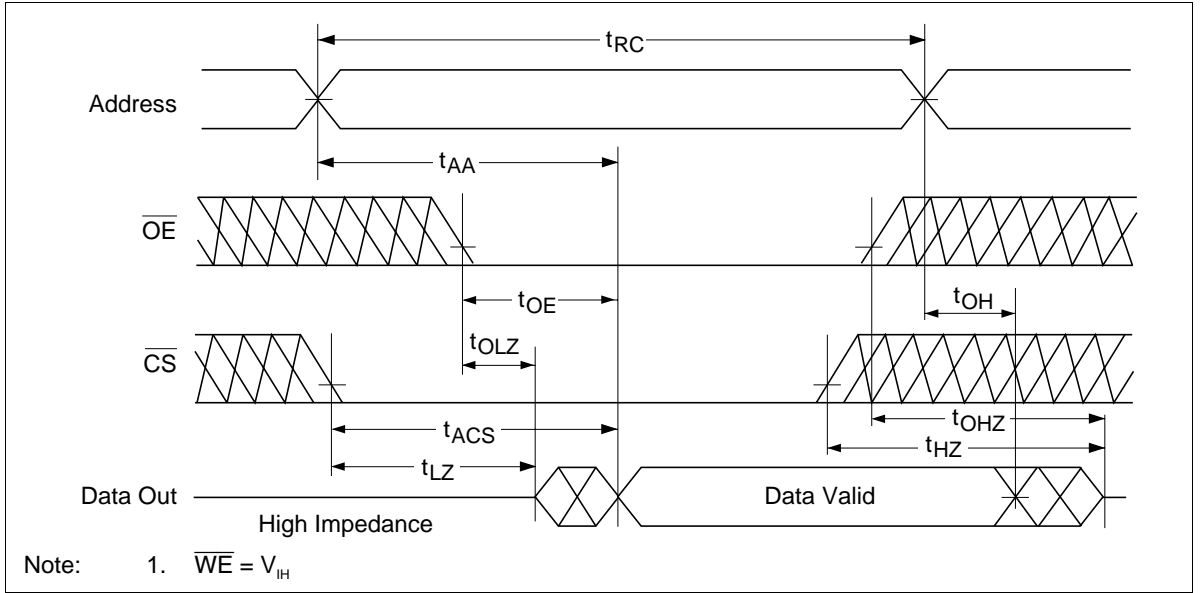 tRC
Address
tAA
OE
tOE
tOH
tOLZ
CS
tOHZ
tACS
tHZ
tLZ
Data Out
Data Valid
High Impedance
Note: 1. WE = VIH